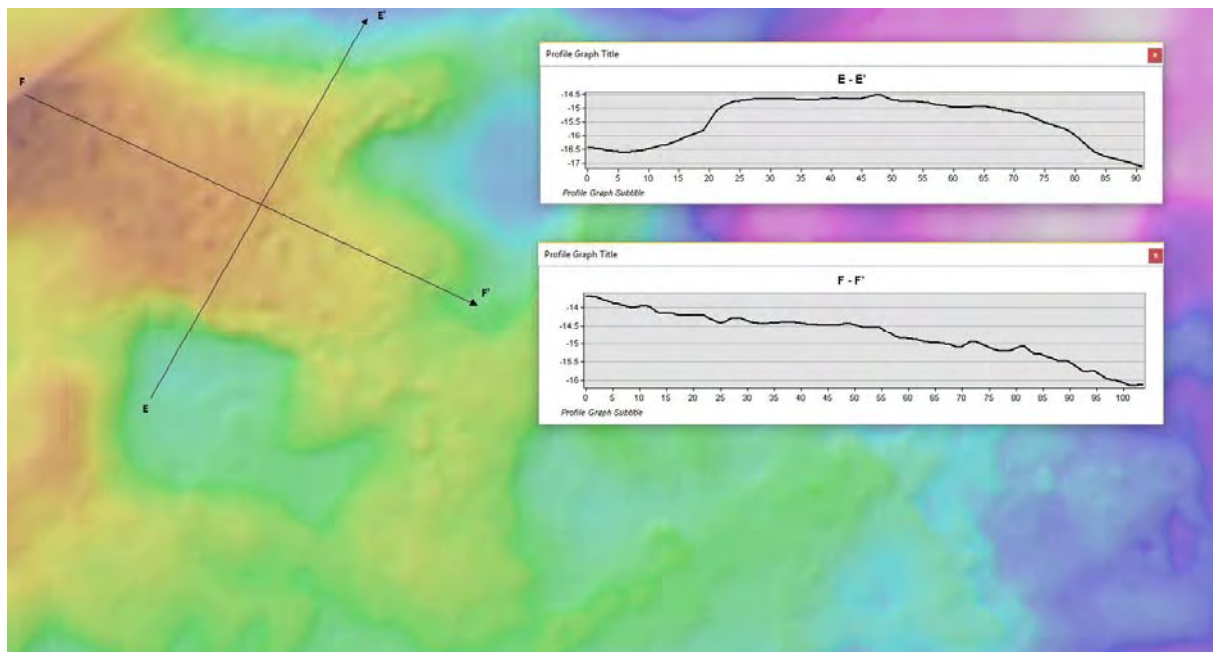 E'
F
F'
E
Profile Graph Title
x
E - E'
-14.5
-15
-15.5
-16
-16.5
-17
0 5 10 15 20 25 30 35 40 45 50 55 60 65 70 75 80 85 90
Profile Graph Subtitle
Profile Graph Title
x
F - F'
-14
-14.5
-15
-15.5
-16
0 5 10 15 20 25 30 35 40 45 50 55 60 65 70 75 80 85 90 95 100
Profile Graph Subtitle